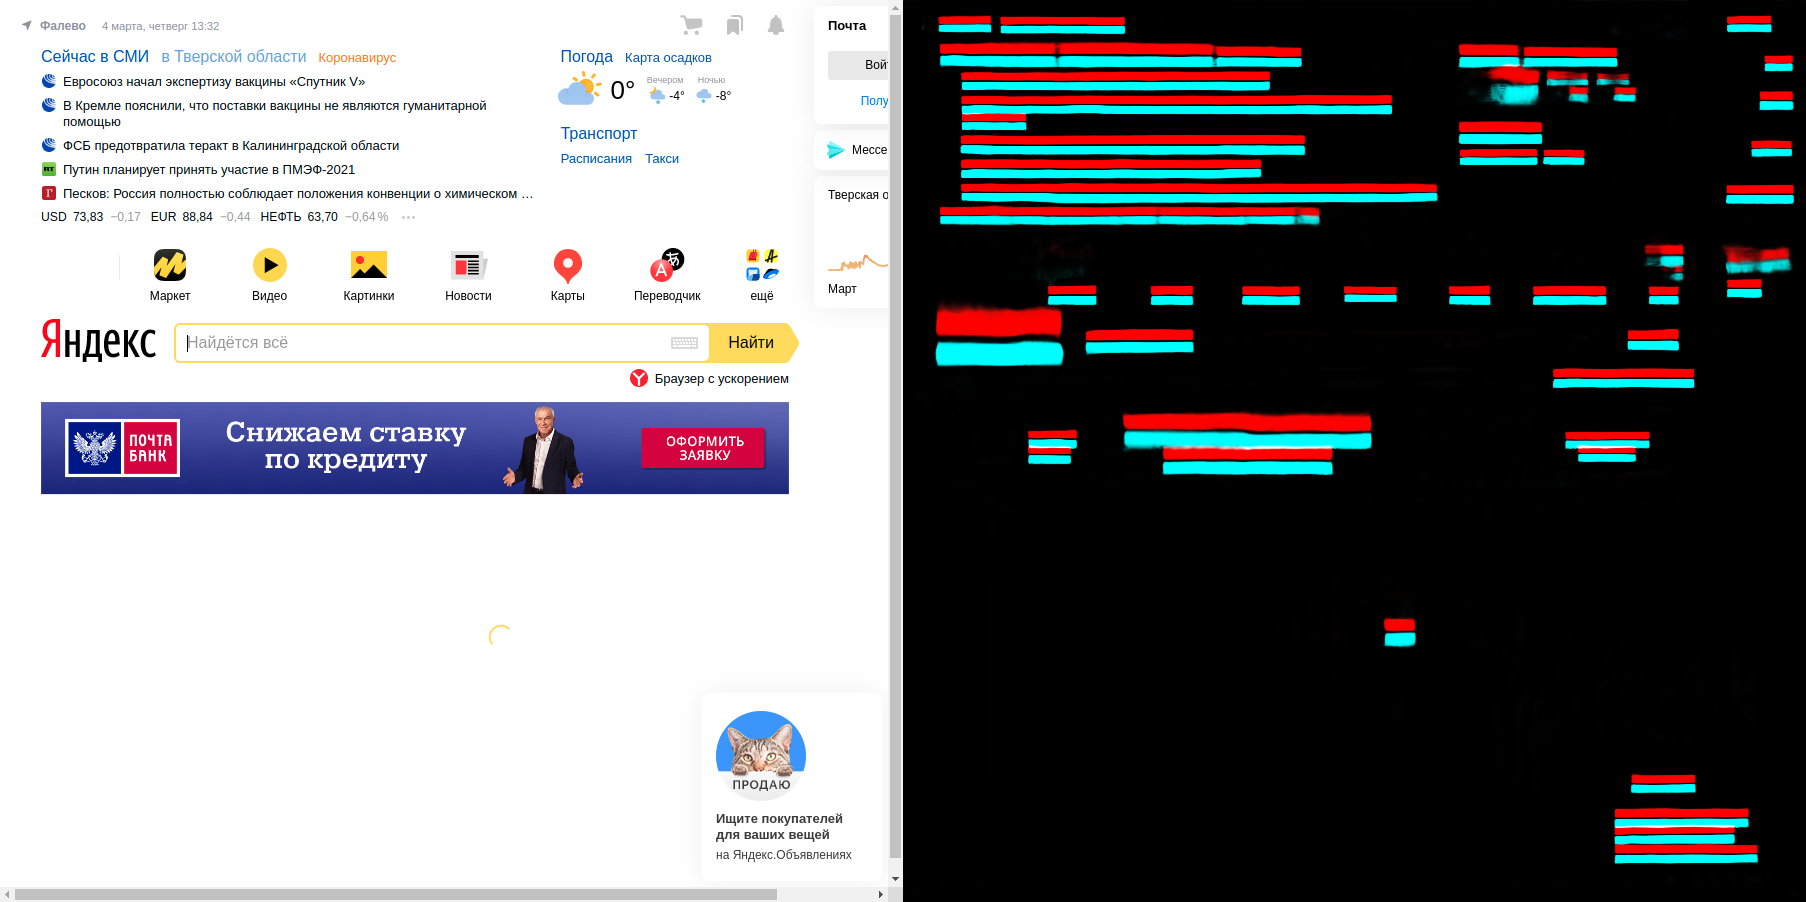 Фалево 4 марта, четверг 13:32
Сейчас в СМИ в Тверской области Коронавирус
Евросоюз начал экспертизу вакцины «Спутник V»
В Кремле пояснили, что поставки вакцины не являются гуманитарной
помощью
ФСБ предотвратила теракт в Калининградской области
Путин планирует принять участие в ПМЭФ-2021
Песков: Россия полностью соблюдает положения конвенции о химическом …
USD 73,83 −0,17 EUR 88,84 −0,44 НЕФТЬ 63,70 −0,64 %
Погода Карта осадков
0° Вечером -4° Ночью -8°
Транспорт
Расписания Такси
Почта
Войт
Полу
Мессе
Тверская о
Март
Маркет Видео Картинки Новости Карты Переводчик ещё
Яндекс Найдётся всё Найти
Браузер с ускорением
ПОЧТА
БАНК
Снижаем ставку
по кредиту
ОФОРМИТЬ
ЗАЯВКУ
ПРОДАЮ
Ищите покупателей
для ваших вещей
на Яндекс.Объявлениях